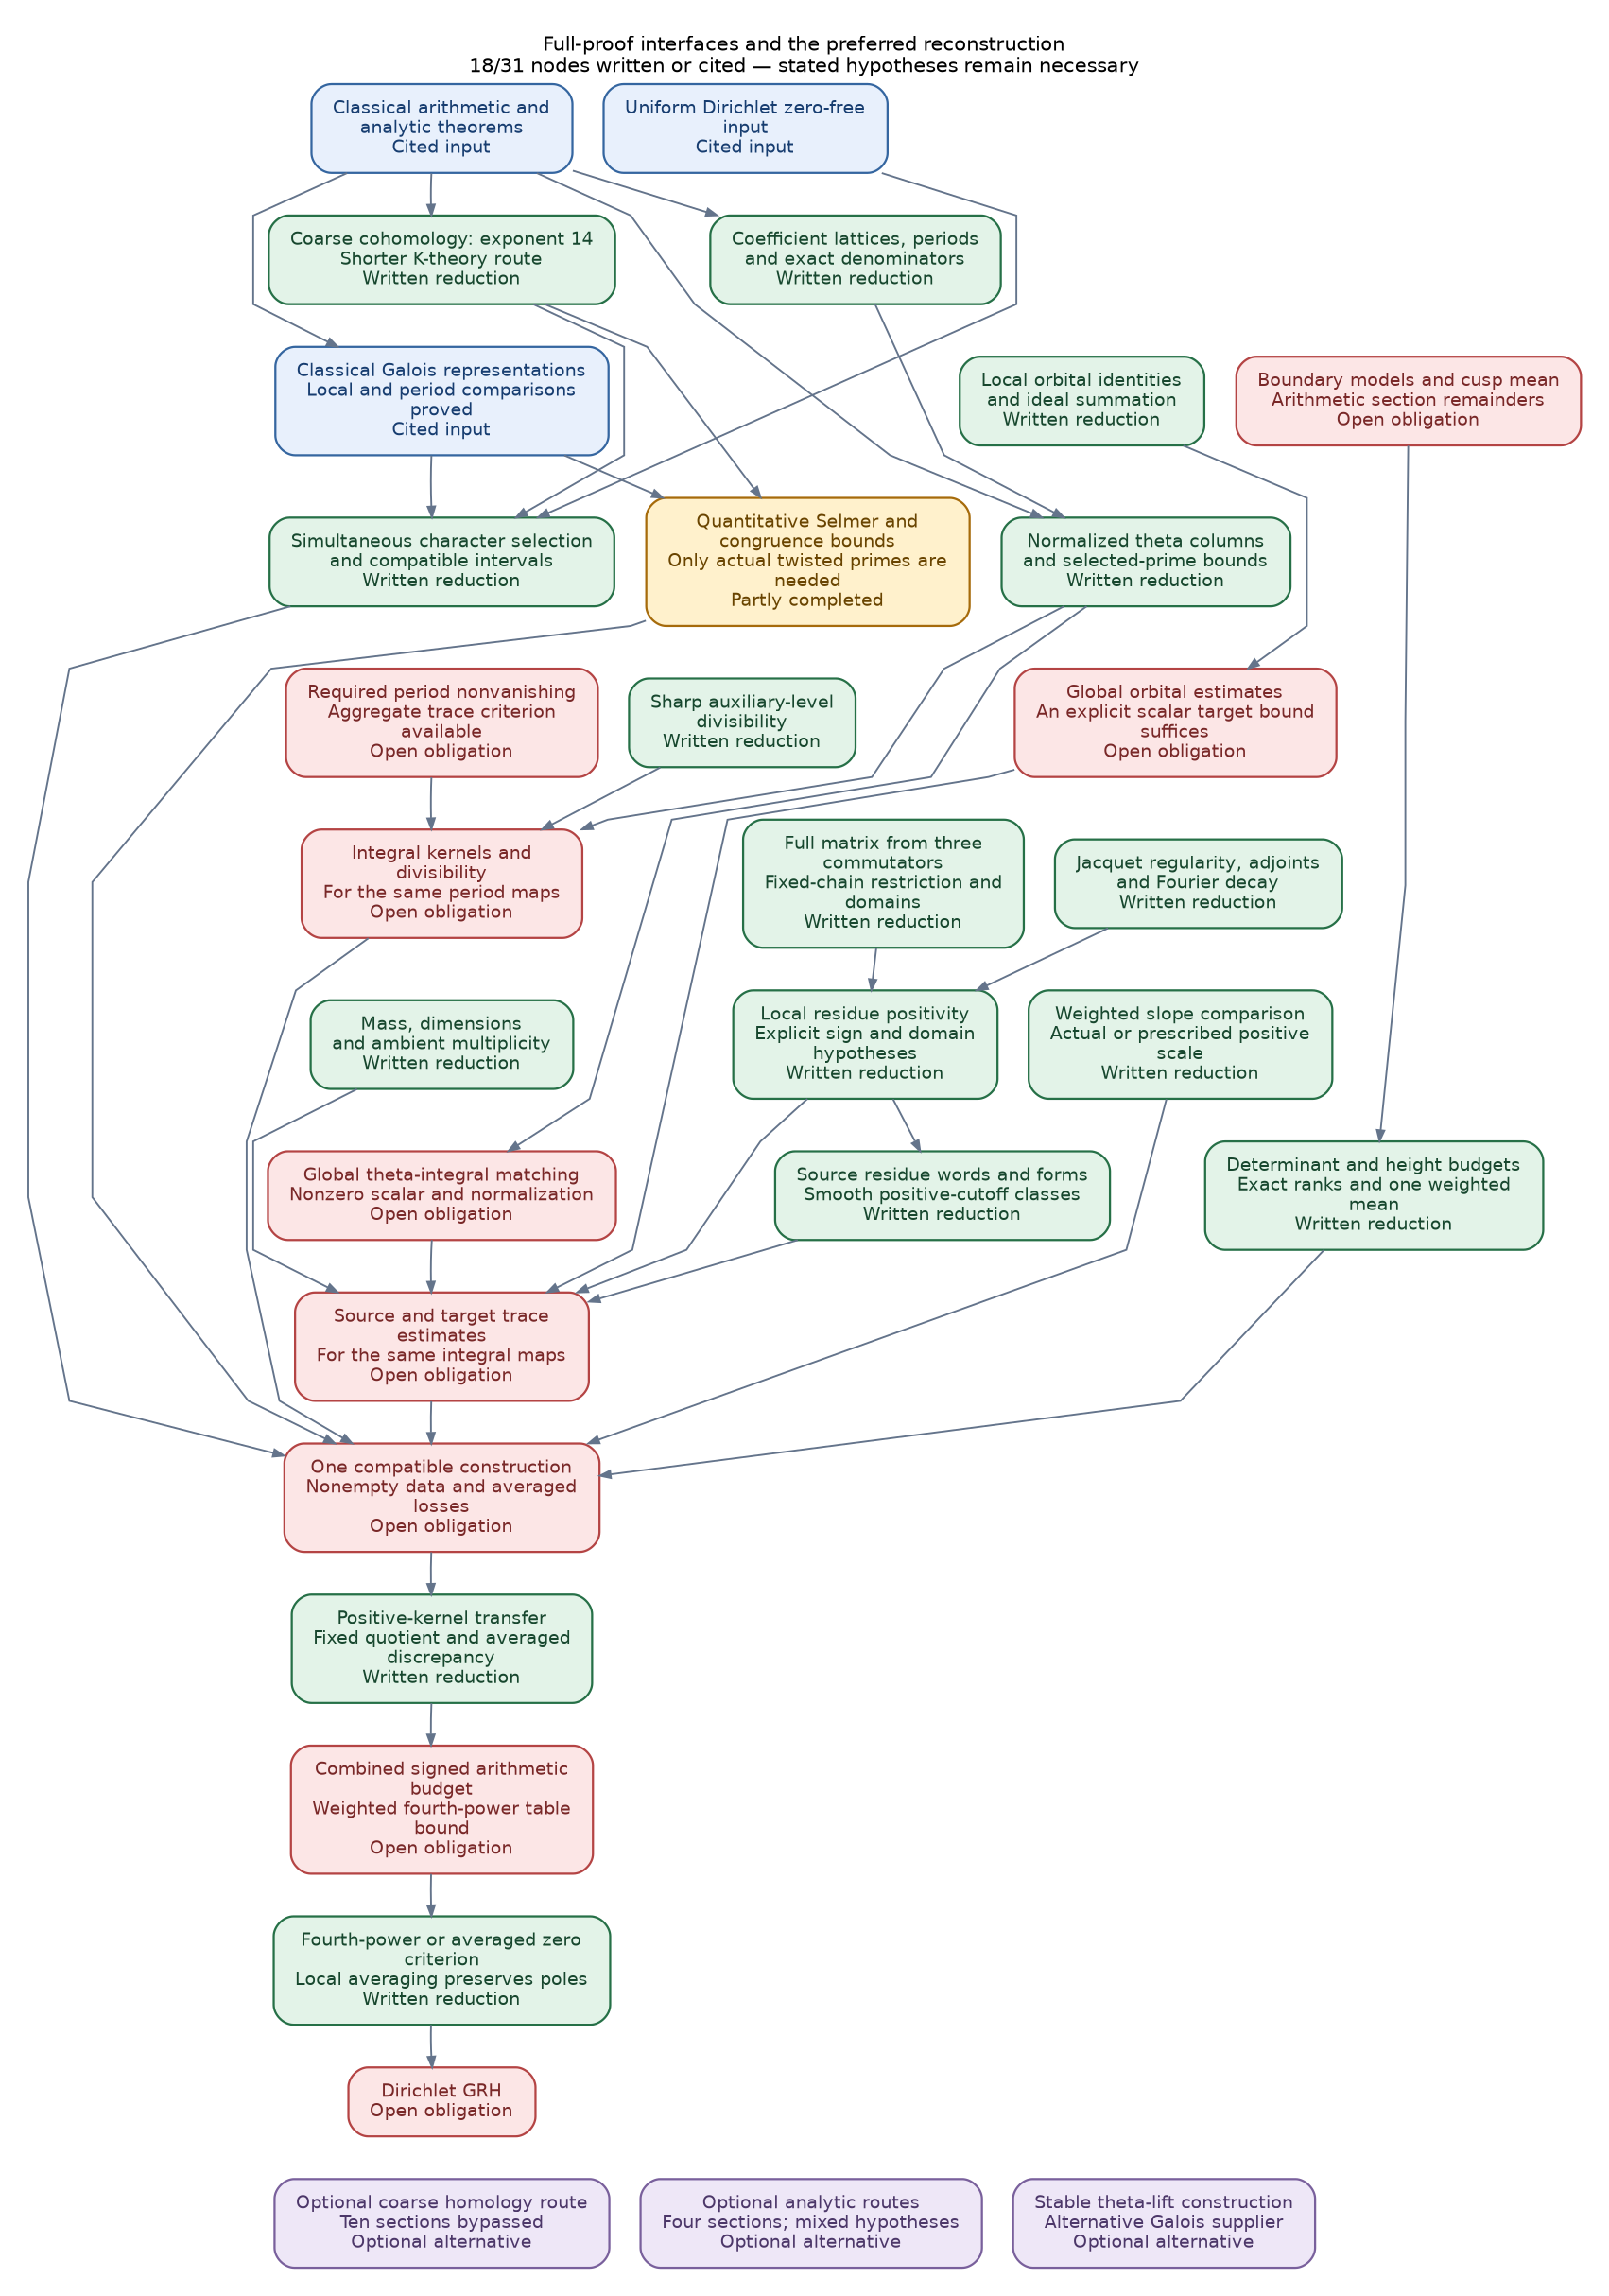 Full-proof interfaces and the preferred reconstruction
18/31 nodes written or cited — stated hypotheses remain necessary
Classical arithmetic and
analytic theorems
Cited input
Uniform Dirichlet zero-free
input
Cited input
Coarse cohomology: exponent 14
Shorter K-theory route
Written reduction
Coefficient lattices, periods
and exact denominators
Written reduction
Classical Galois representations
Local and period comparisons
proved
Cited input
Local orbital identities
and ideal summation
Written reduction
Boundary models and cusp mean
Arithmetic section remainders
Open obligation
Simultaneous character selection
and compatible intervals
Written reduction
Quantitative Selmer and
congruence bounds
Only actual twisted primes are
needed
Partly completed
Normalized theta columns
and selected-prime bounds
Written reduction
Required period nonvanishing
Aggregate trace criterion
available
Open obligation
Sharp auxiliary-level
divisibility
Written reduction
Global orbital estimates
An explicit scalar target bound
suffices
Open obligation
Integral kernels and
divisibility
For the same period maps
Open obligation
Full matrix from three
commutators
Fixed-chain restriction and
domains
Written reduction
Jacquet regularity, adjoints
and Fourier decay
Written reduction
Mass, dimensions
and ambient multiplicity
Written reduction
Local residue positivity
Explicit sign and domain
hypotheses
Written reduction
Weighted slope comparison
Actual or prescribed positive
scale
Written reduction
Global theta-integral matching
Nonzero scalar and normalization
Open obligation
Source residue words and forms
Smooth positive-cutoff classes
Written reduction
Determinant and height budgets
Exact ranks and one weighted
mean
Written reduction
Source and target trace
estimates
For the same integral maps
Open obligation
One compatible construction
Nonempty data and averaged
losses
Open obligation
Positive-kernel transfer
Fixed quotient and averaged
discrepancy
Written reduction
Combined signed arithmetic
budget
Weighted fourth-power table
bound
Open obligation
Fourth-power or averaged zero
criterion
Local averaging preserves poles
Written reduction
Dirichlet GRH
Open obligation
Optional coarse homology route
Ten sections bypassed
Optional alternative
Optional analytic routes
Four sections; mixed hypotheses
Optional alternative
Stable theta-lift construction
Alternative Galois supplier
Optional alternative